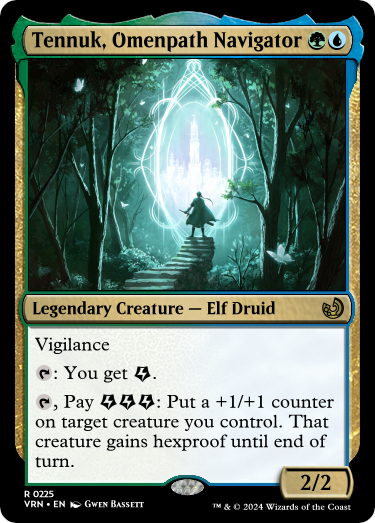 Tennuk, Omenpath Navigator
Legendary Creature — Elf Druid
Vigilance
: You get .
, Pay : Put a +1/+1 counter
on target creature you control. That
creature gains hexproof until end of
turn.
2/2
R 0225
VRN • EN Gwen Bassett
™ & © 2024 Wizards of the Coast